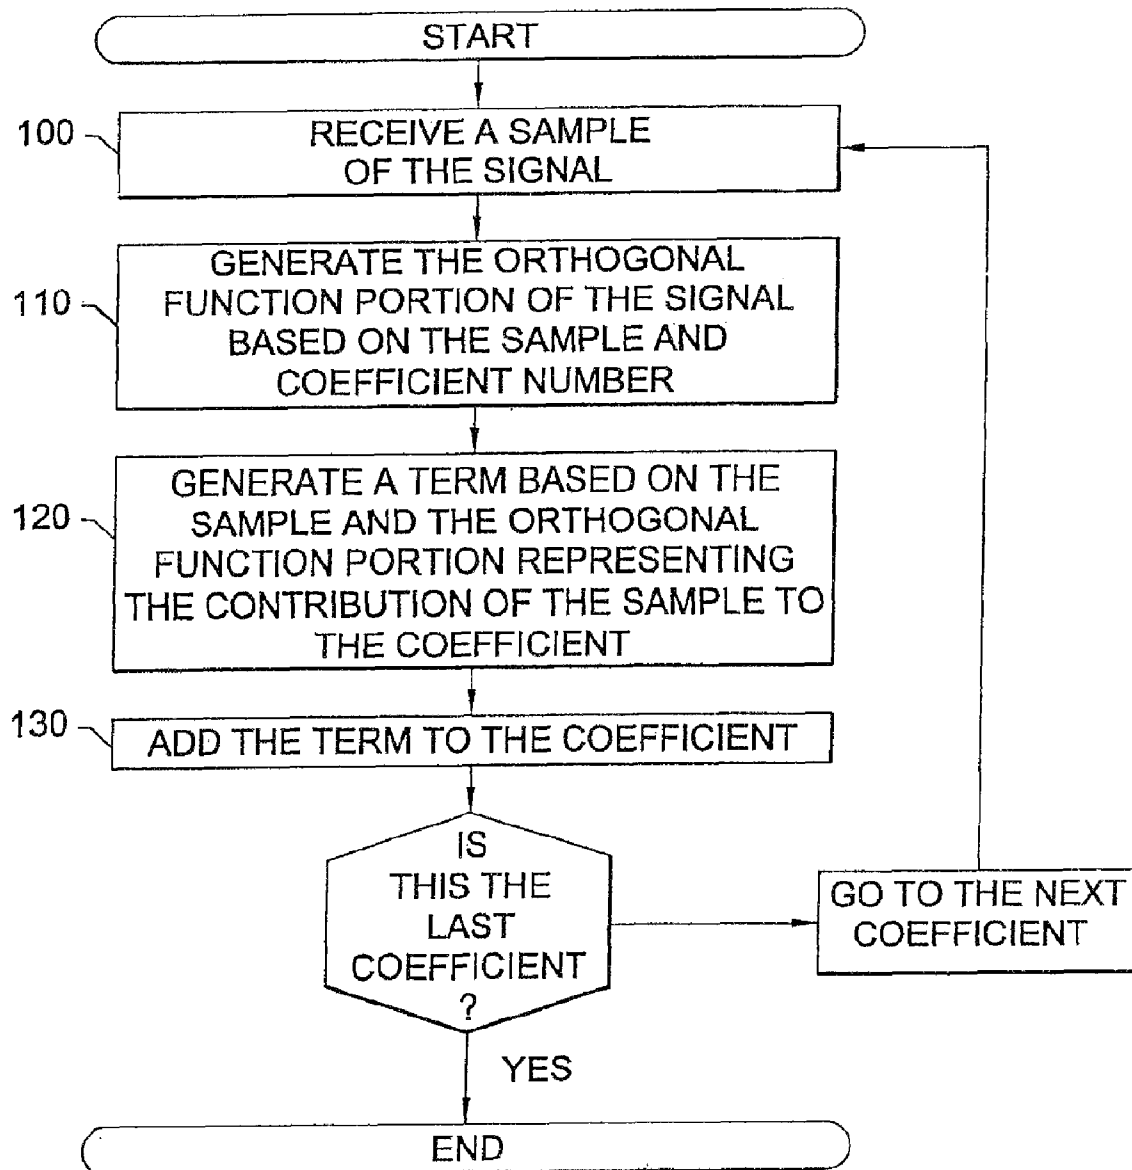 START
100
RECEIVE A SAMPLE
OF THE SIGNAL
110
GENERATE THE ORTHOGONAL
FUNCTION PORTION OF THE SIGNAL
BASED ON THE SAMPLE AND
COEFFICIENT NUMBER
120
GENERATE A TERM BASED ON THE
SAMPLE AND THE ORTHOGONAL
FUNCTION PORTION REPRESENTING
THE CONTRIBUTION OF THE SAMPLE TO
THE COEFFICIENT
130
ADD THE TERM TO THE COEFFICIENT
IS
THIS THE
LAST
COEFFICIENT
?
GO TO THE NEXT
COEFFICIENT
YES
END